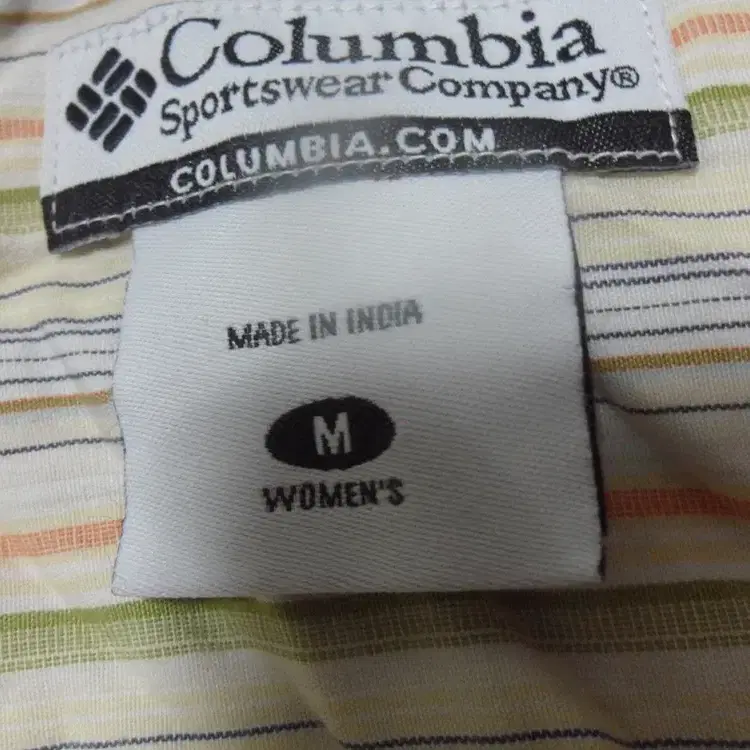 Columbia
Sportswear Company®
COLUMBIA.COM
MADE IN INDIA
M
WOMEN'S